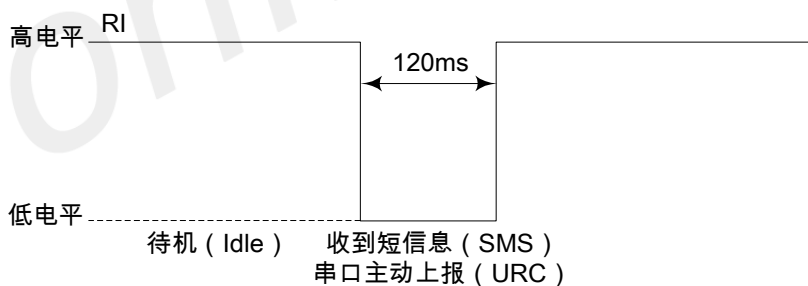 RI
高电平
120ms
低电平
待机（Idle）
收到短信息（SMS）
串口主动上报（URC）